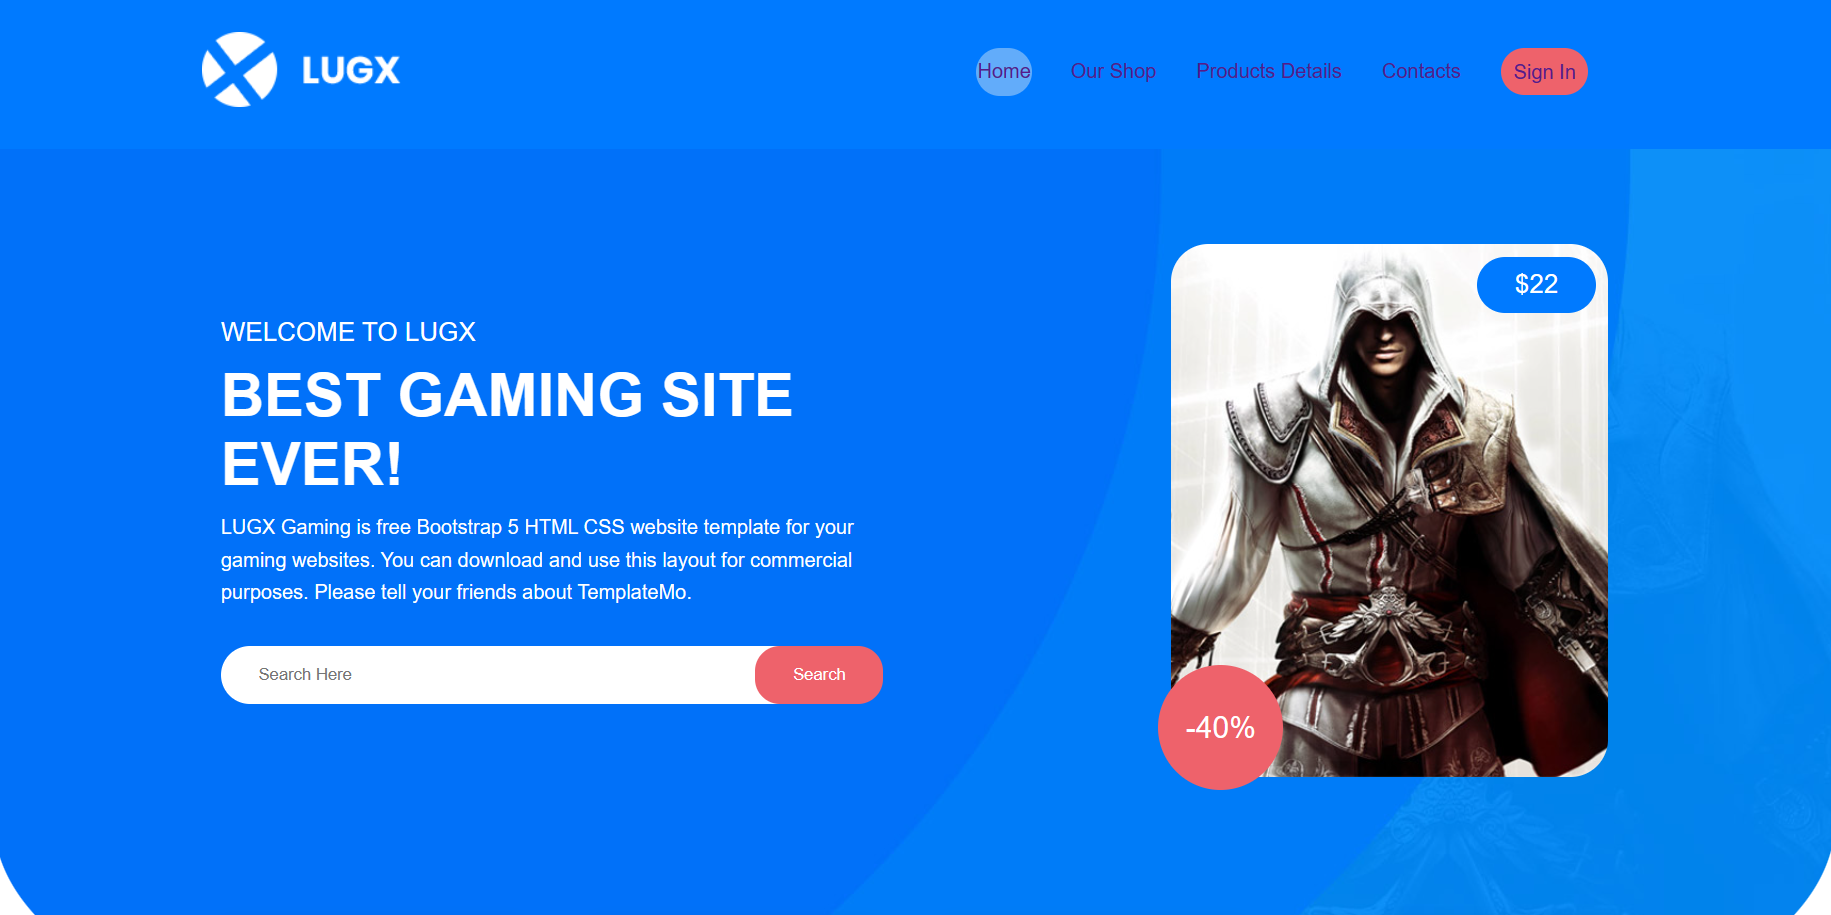 LUGX
Home
Our Shop
Products Details
Contacts
Sign In
WELCOME TO LUGX
BEST GAMING SITE
EVER!
LUGX Gaming is free Bootstrap 5 HTML CSS website template for your
gaming websites. You can download and use this layout for commercial
purposes. Please tell your friends about TemplateMo.
Search Here
Search
$22
-40%